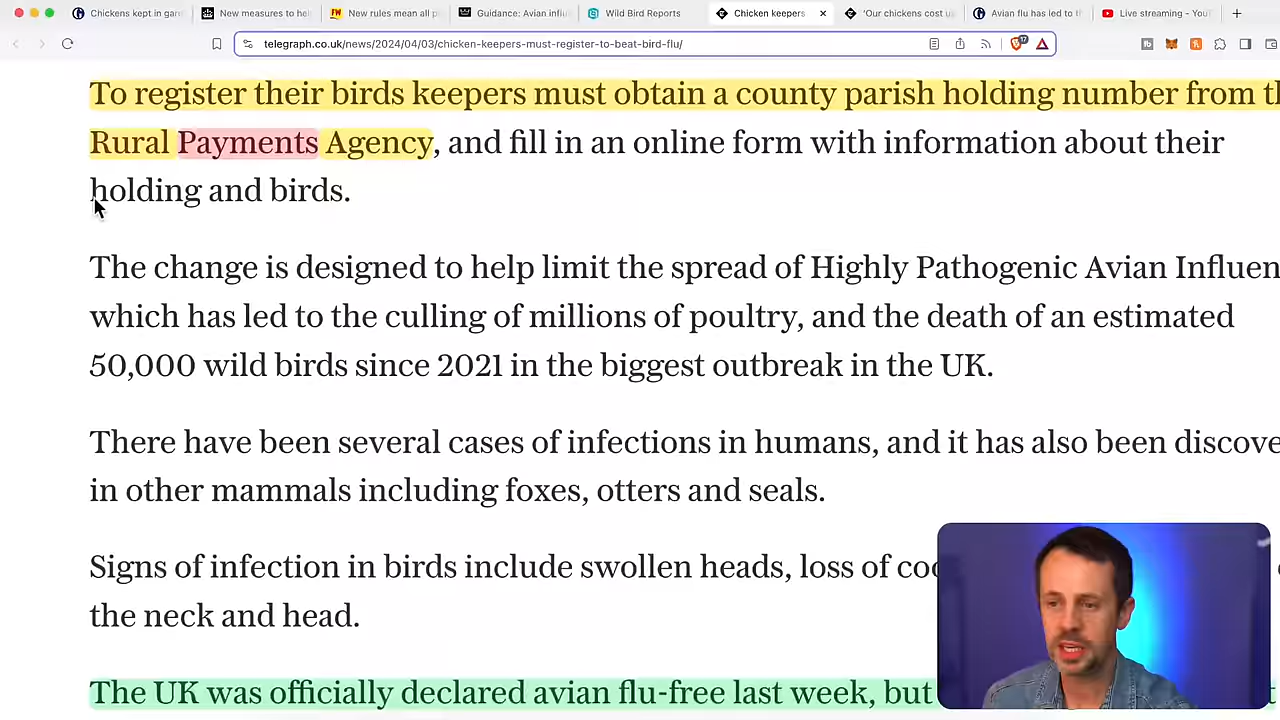 Chickens kept in gard
New measures to hel
FW New rules mean all p
Guidance: Avian influ
Wild Bird Reports
Chicken keepers
'Our chickens cost u
Avian flu has led to t
Live streaming - You
telegraph.co.uk/news/2024/04/03/chicken-keepers-must-register-to-beat-bird-flu/
17
To register their birds keepers must obtain a county parish holding number from th
Rural Payments Agency, and fill in an online form with information about their
holding and birds.
The change is designed to help limit the spread of Highly Pathogenic Avian Influen
which has led to the culling of millions of poultry, and the death of an estimated
50,000 wild birds since 2021 in the biggest outbreak in the UK.
There have been several cases of infections in humans, and it has also been discove
in other mammals including foxes, otters and seals.
Signs of infection in birds include swollen heads, loss of coo
the neck and head.
The UK was officially declared avian flu-free last week, but